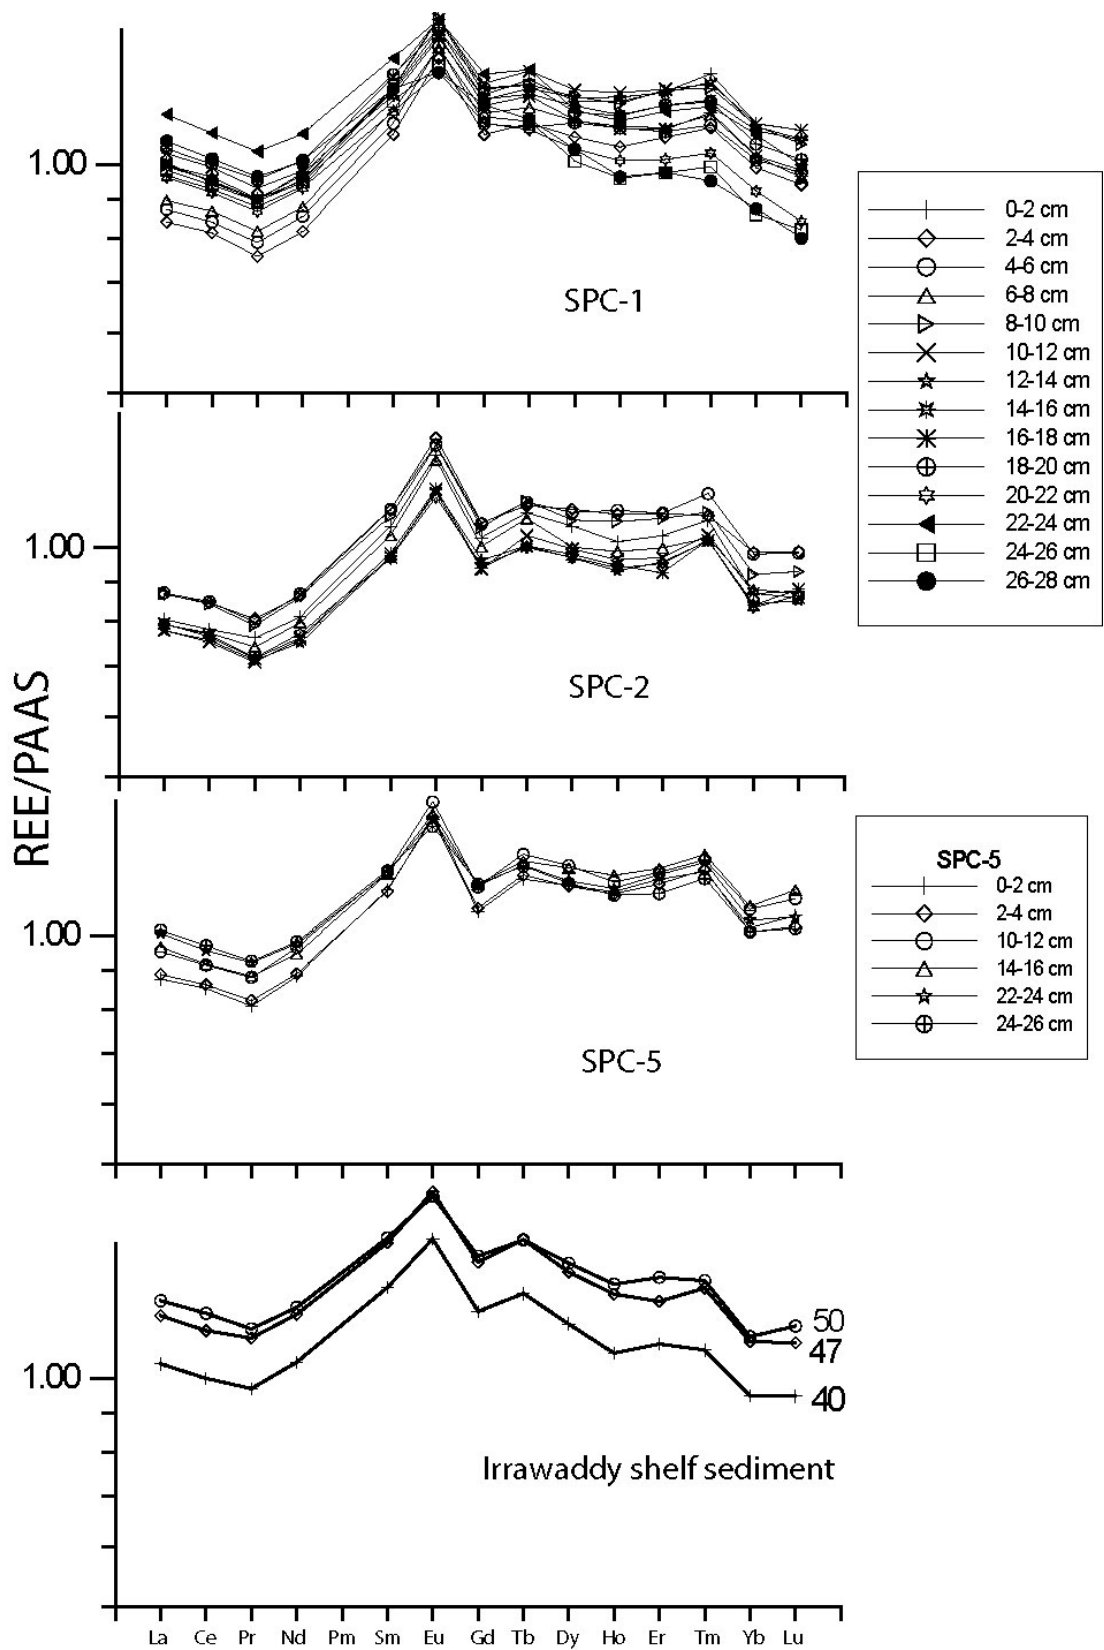 1.00
SPC-1
0-2 cm
2-4 cm
4-6 cm
6-8 cm
8-10 cm
10-12 cm
12-14 cm
14-16 cm
16-18 cm
18-20 cm
20-22 cm
22-24 cm
24-26 cm
26-28 cm
1.00
SPC-2
REE/PAAS
1.00
SPC-5
SPC-5
0-2 cm
2-4 cm
10-12 cm
14-16 cm
22-24 cm
24-26 cm
1.00
50
47
40
Irrawaddy shelf sediment
La Ce Pr Nd Pm Sm Eu Gd Tb Dy Ho Er Tm Yb Lu